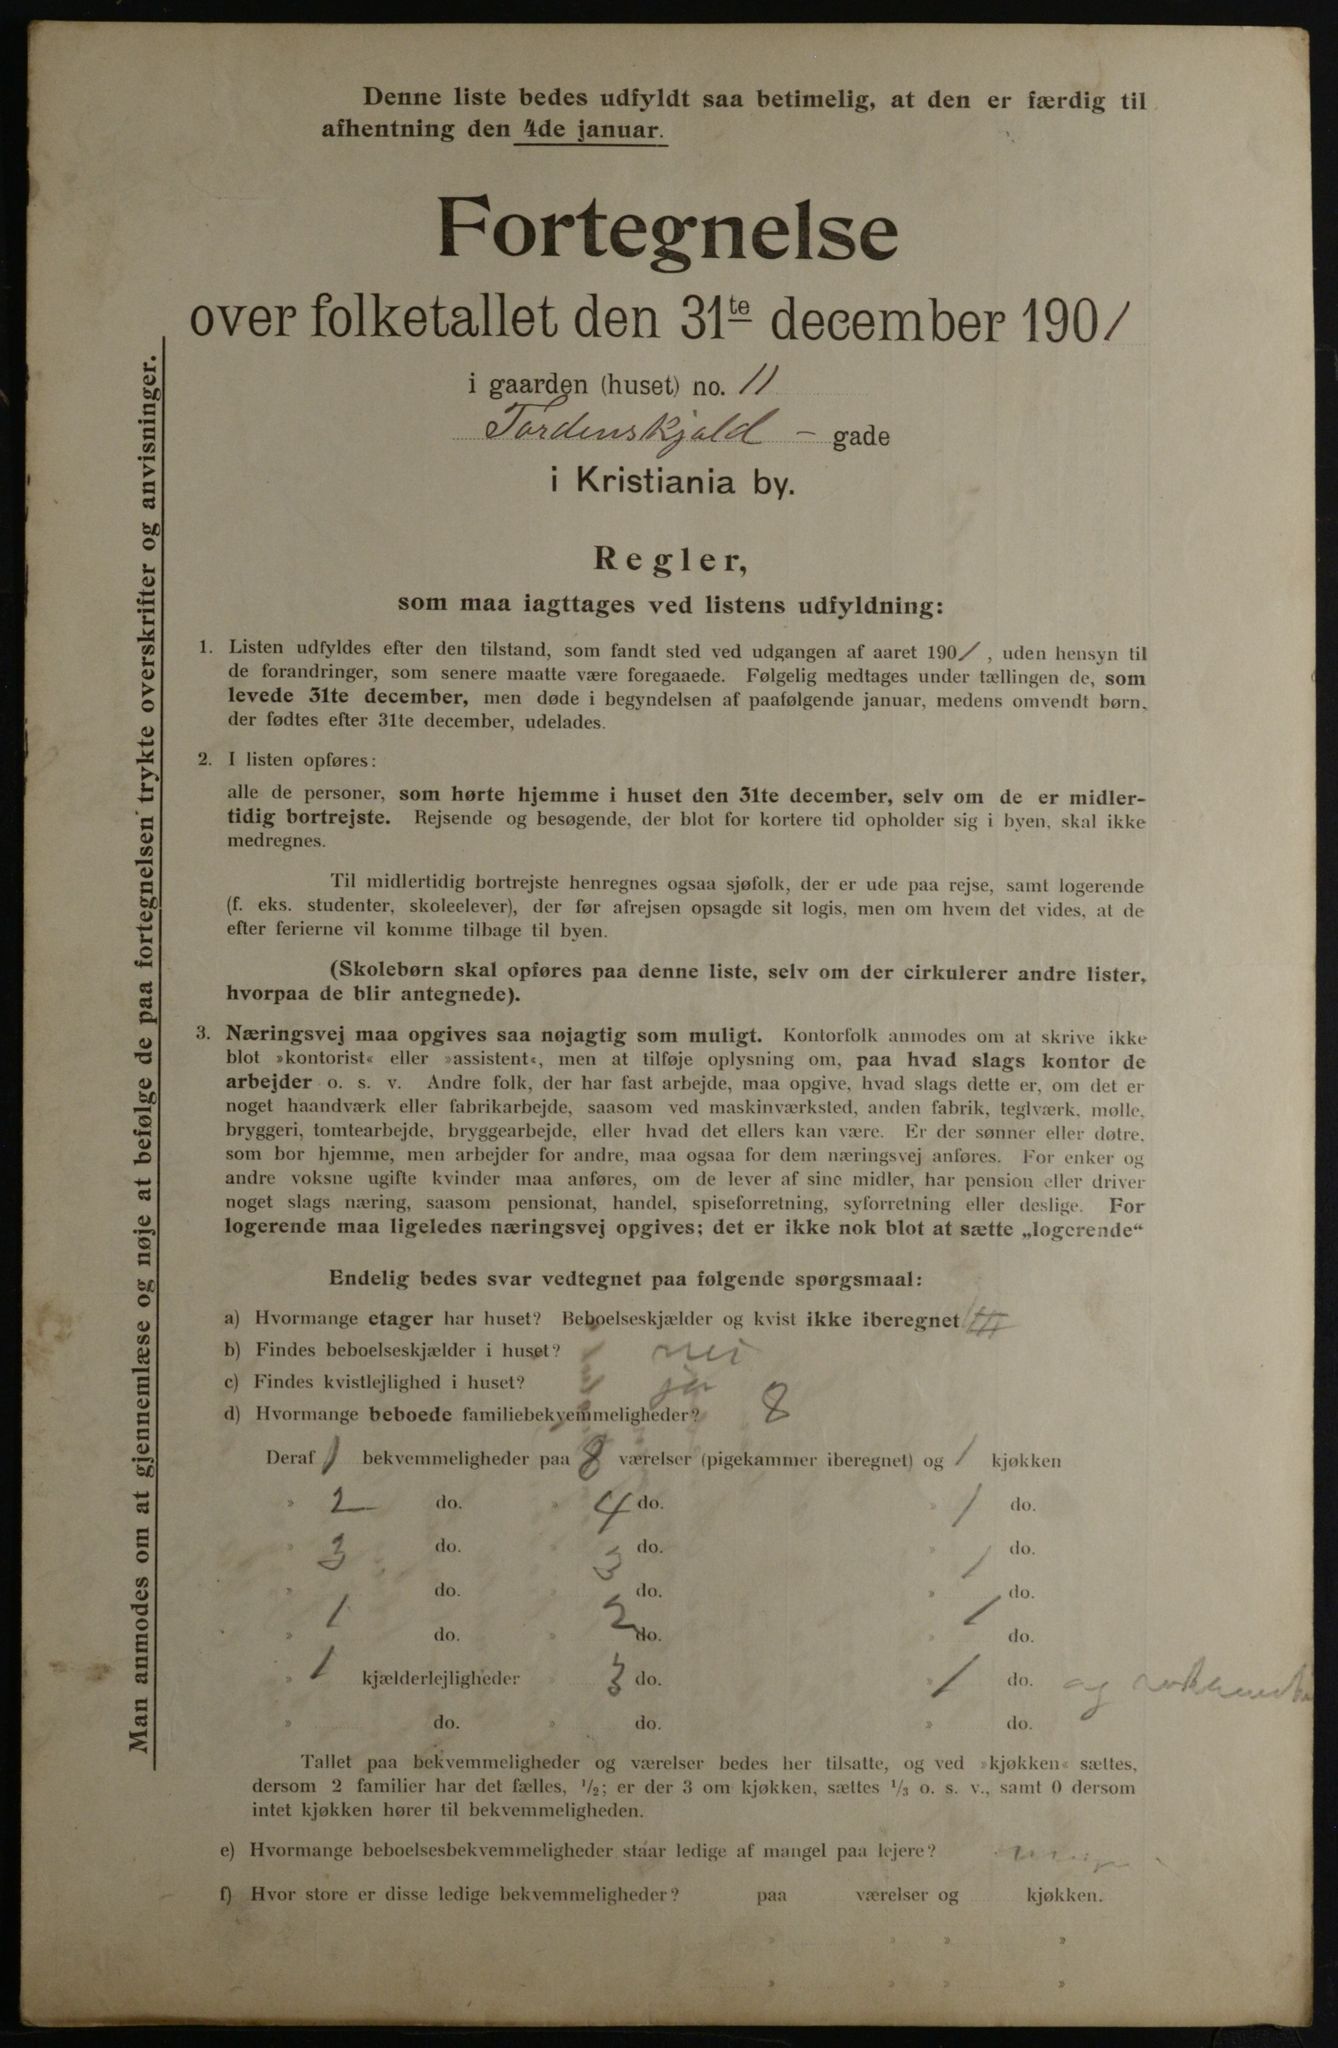 Denne liste bedes udfyldt saa betimelig, at den er færdig til
afhentning den 4de januar.
Fortegnelse
over folketallet den 31te december 1901
i gaarden (huset) no. 11
Tordenskjold - gade
i Kristiania by.
Regler,
som maa iagttages ved listens udfyldning:
1. Listen udfyldes efter den tilstand, som fandt sted ved udgangen af aaret 1901, uden hensyn til
de forandringer, som senere maatte være foregaaede. Følgelig medtages under tællingen de, som
levede 31te december, men døde i begyndelsen af paafølgende januar, medens omvendt børn,
der fødtes efter 31te december, udelades.
2. I listen opføres:
alle de personer, som hørte hjemme i huset den 31te december, selv om de er midler-
tidig bortrejste. Rejsende og besøgende, der blot for kortere tid opholder sig i byen, skal ikke
medregnes.
Til midlertidig bortrejste henregnes ogsaa sjøfolk, der er ude paa rejse, samt logerende
(f. eks. studenter, skoleelever), der før afrejsen opsagde sit logis, men om hvem det vides, at de
efter ferierne vil komme tilbage til byen.
(Skolebørn skal opføres paa denne liste, selv om der cirkulerer andre lister,
hvorpaa de blir antegnede).
3. Næringsvej maa opgives saa nøjagtig som muligt. Kontorfolk anmodes om at skrive ikke
blot »kontorist« eller »assistent«, men at tilføje oplysning om, paa hvad slags kontor de
arbejder o. s. v. Andre folk, der har fast arbejde, maa opgive, hvad slags dette er, om det er
noget haandværk eller fabrikarbejde, saasom ved maskinværksted, anden fabrik, teglværk, mølle,
bryggeri, tomtearbejde, bryggearbejde, eller hvad det ellers kan være. Er der sønner eller døtre,
som bor hjemme, men arbejder for andre, maa ogsaa for dem næringsvej anføres. For enker og
andre voksne ugifte kvinder maa anføres, om de lever af sine midler, har pension eller driver
noget slags næring, saasom pensionat, handel, spiseforretning, syforretning eller deslige. For
logerende maa ligeledes næringsvej opgives; det er ikke nok blot at sætte „logerende“
Endelig bedes svar vedtegnet paa følgende spørgsmaal:
a) Hvormange etager har huset? Beboelseskjælder og kvist ikke iberegnet
b) Findes beboelseskjælder i huset? nei
c) Findes kvistlejlighed i huset? ja
d) Hvormange beboede familiebekvemmeligheder? 8
Deraf 1 bekvemmeligheder paa 8 værelser (pigekammer iberegnet) og 1 kjøkken
» 2 do. » 4 do. » 1 do.
» 3 do. » 3 do. » 1 do.
» 1 do. » 2 do. » 1 do.
» do. » do. » do.
» 1 kjælderlejligheder 3 do. 1 do. og
» do. » do. » do.
Tallet paa bekvemmeligheder og værelser bedes her tilsatte, og ved »kjøkken« sættes,
dersom 2 familier har det fælles, 1/2; er der 3 om kjøkken, sættes 1/3 o. s. v., samt 0 dersom
intet kjøkken hører til bekvemmeligheden.
e) Hvormange beboelsesbekvemmeligheder staar ledige af mangel paa lejere?
f) Hvor store er disse ledige bekvemmeligheder? paa værelser og kjøkken.
» » » »
» » » »
Man anmodes om at gjennemlæse og nøje at befølge de paa fortegnelsen trykte overskrifter og anvisninger.